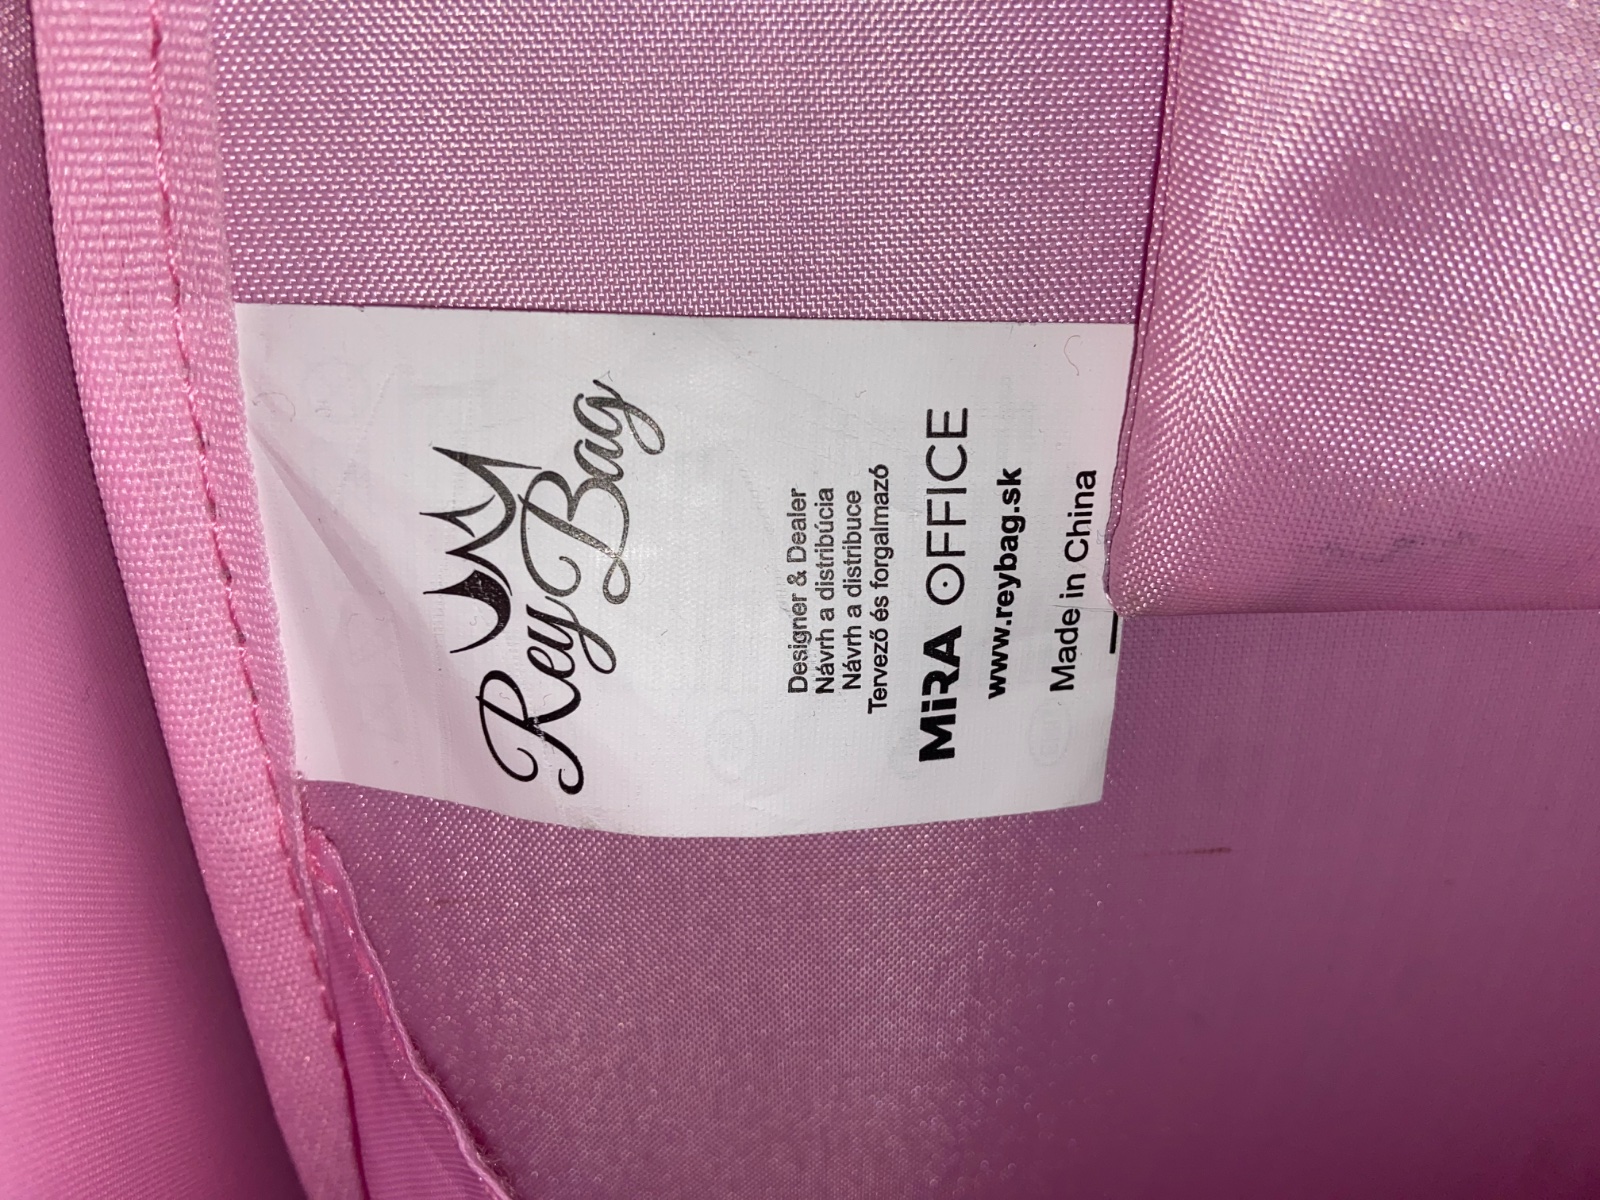 Rey Bag
Designer & Dealer
Návrh a distribúcia
Návrh a distribuce
Tervező és forgalmazó
MiRA OFFICE
www.reybag.sk
Made in China